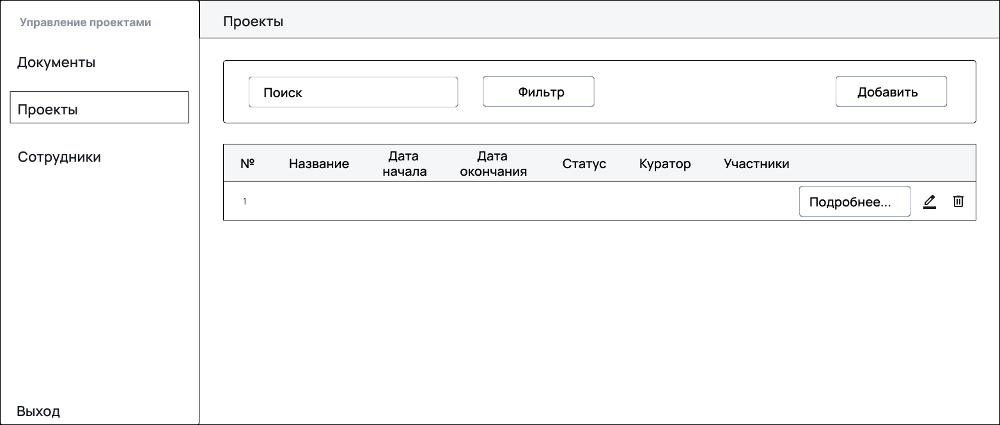 Управление проектами
Документы
Проекты
Сотрудники
Выход
Проекты
Поиск
Фильтр
Добавить
№ Название Дата начала Дата окончания Статус Куратор Участники
1 Подробнее...